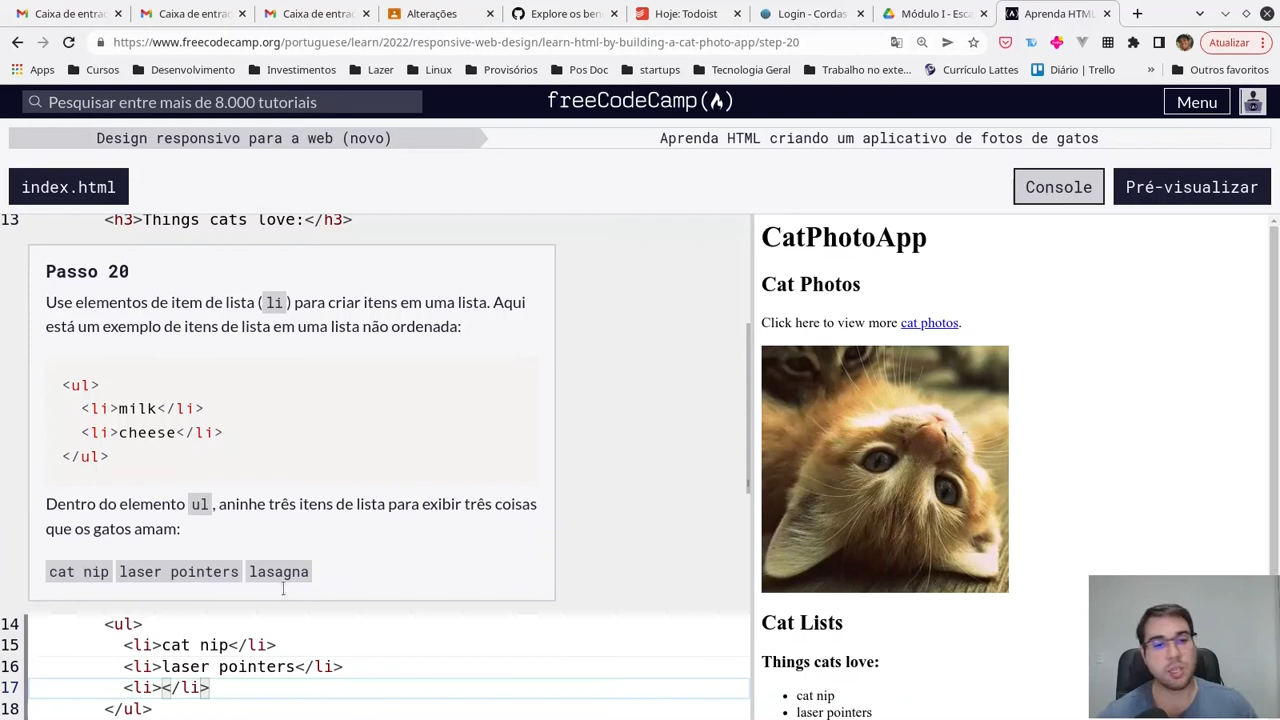 Caixa de entrad
Caixa de entrad
Caixa de entrad
Alterações
Explore os ben
Hoje: Todoist
Login - Cordas
Módulo I - Esca
Aprenda HTML
https://www.freecodecamp.org/portuguese/learn/2022/responsive-web-design/learn-html-by-building-a-cat-photo-app/step-20
Atualizar
Apps
Cursos
Desenvolvimento
Investimentos
Lazer
Linux
Provisórios
Pos Doc
startups
Tecnologia Geral
Trabalho no exte...
Currículo Lattes
Diário | Trello
»
Outros favoritos
Pesquisar entre mais de 8.000 tutoriais
freeCodeCamp
Menu
Design responsivo para a web (novo)
Aprenda HTML criando um aplicativo de fotos de gatos
index.html
Console
Pré-visualizar
13 <h3>Things cats love:</h3>
Passo 20
Use elementos de item de lista ( li ) para criar itens em uma lista. Aqui
está um exemplo de itens de lista em uma lista não ordenada:
<ul>
<li>milk</li>
<li>cheese</li>
</ul>
Dentro do elemento ul , aninhe três itens de lista para exibir três coisas
que os gatos amam:
cat nip laser pointers lasagna
14 <ul>
15 <li>cat nip</li>
16 <li>laser pointers</li>
17 <li></li>
18 </ul>
CatPhotoApp
Cat Photos
Click here to view more cat photos.
Cat Lists
Things cats love:
• cat nip
• laser pointers